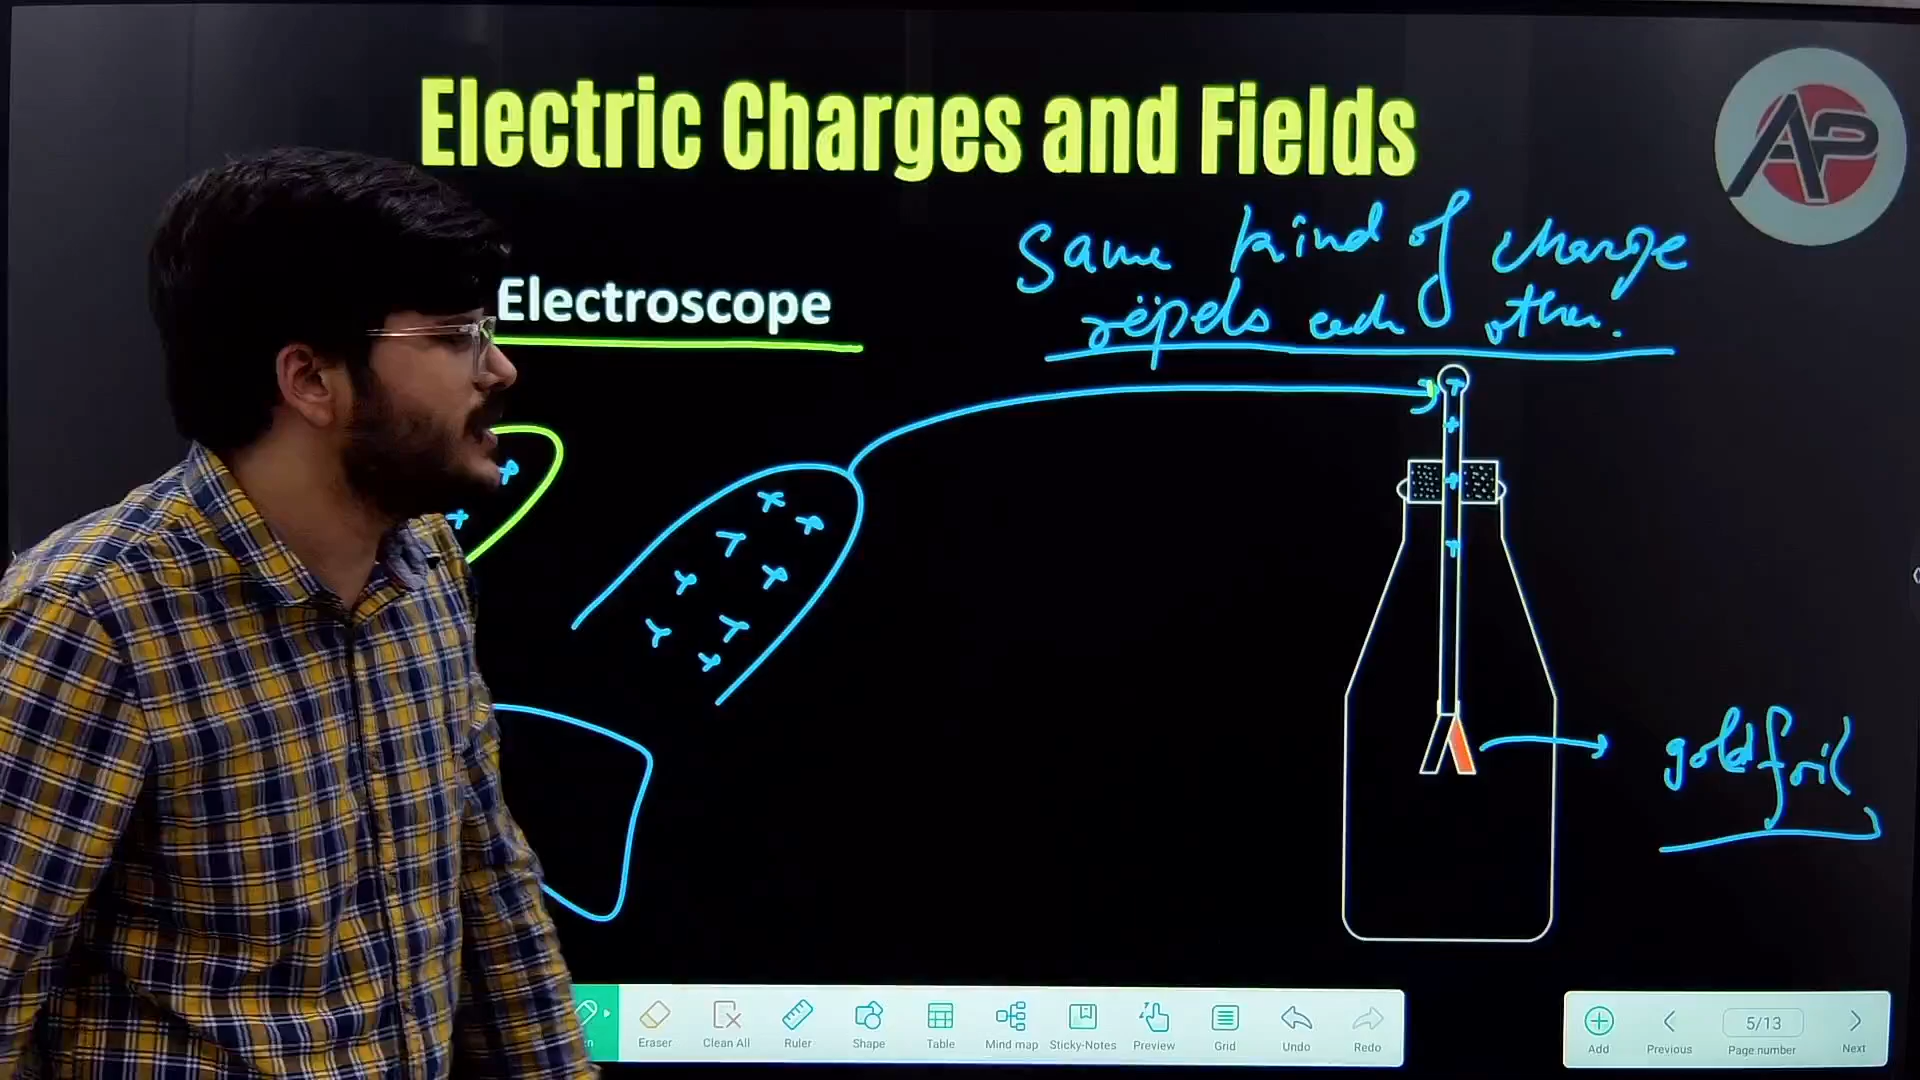 Electric Charges and Fields
AP
Electroscope
Same kind of charge
repels each other.
gold foil
Eraser
Clean All
Ruler
Shape
Table
Mind map
Sticky-Notes
Preview
Grid
Undo
Redo
Add
Previous
5/13
Page number
Next